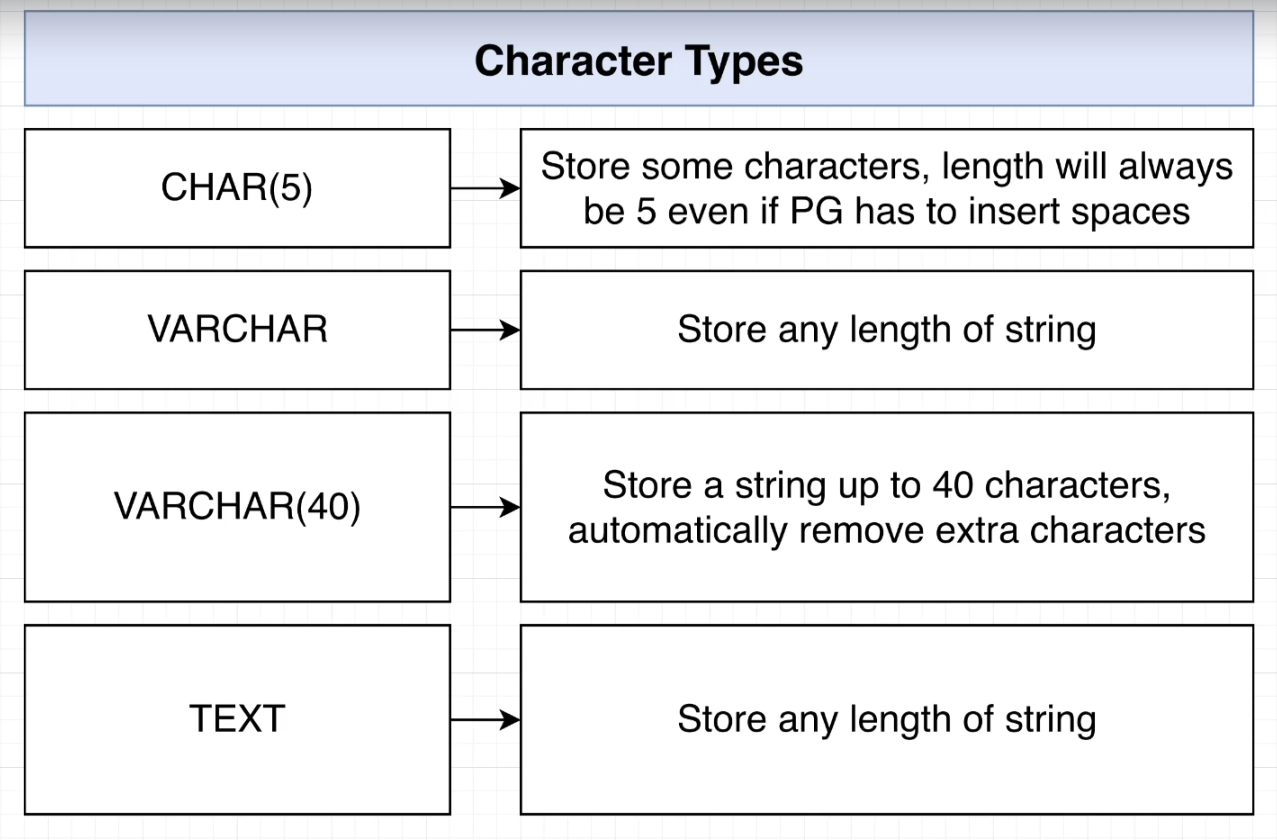 Character Types
CHAR(5)
Store some characters, length will always
be 5 even if PG has to insert spaces
VARCHAR
Store any length of string
VARCHAR(40)
Store a string up to 40 characters,
automatically remove extra characters
TEXT
Store any length of string